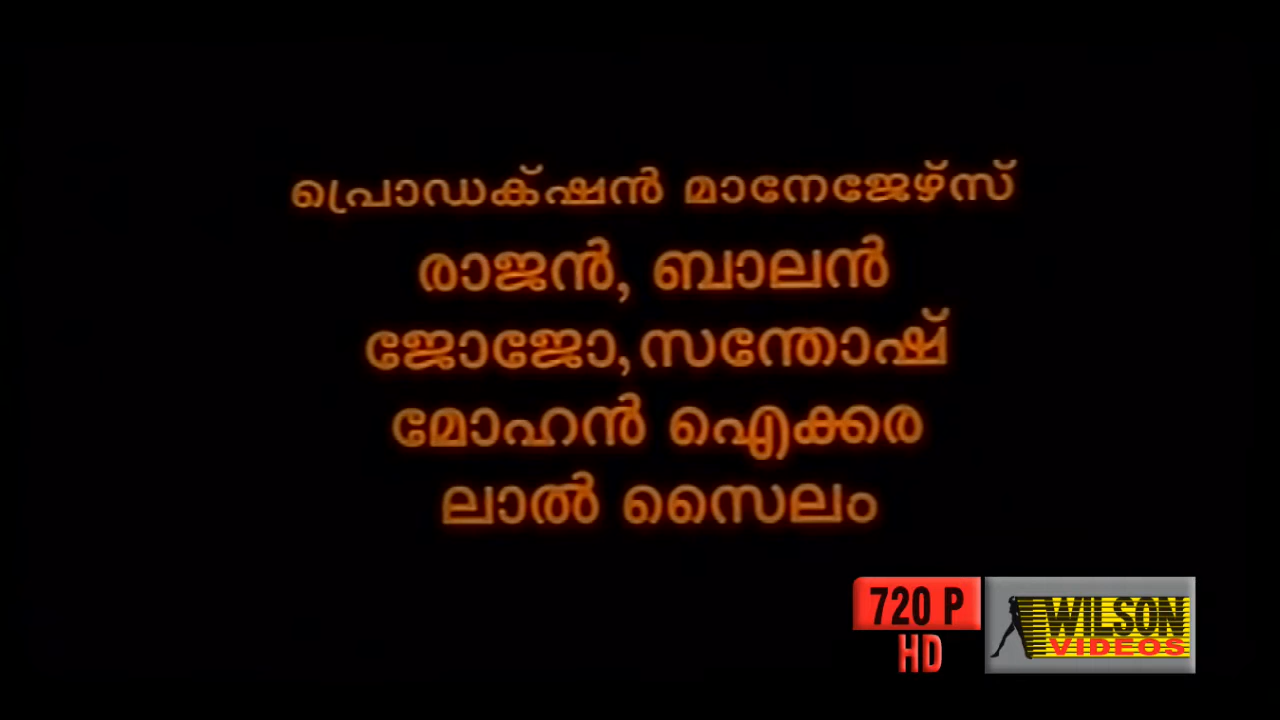 പ്രൊഡക്ഷൻ മാനേജേഴ്സ്
രാജൻ, ബാലൻ
ജോജോ, സന്തോഷ്
മോഹൻ ഐക്കര
ലാൽ സൈലം
720 P
HD
WILSON
VIDEOS